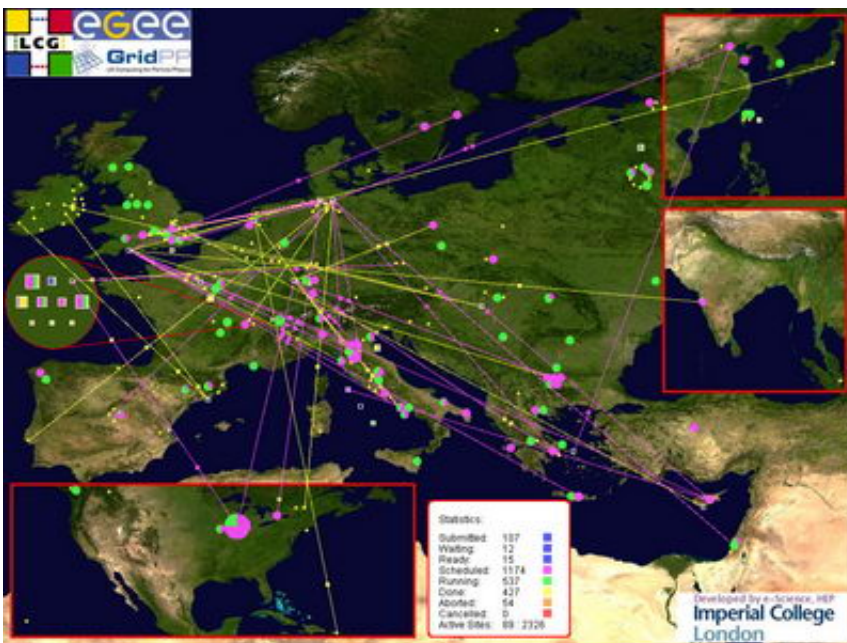 LCG
eGee
GridPP
UK Computing for Particle Physics
Statistics:
Submitted: 107
Waiting: 12
Ready: 15
Scheduled: 1174
Running: 537
Done: 427
Aborted: 54
Cancelled: 0
Active Sites: 89 : 2326
Developed by e-Science, HEP
Imperial College
London